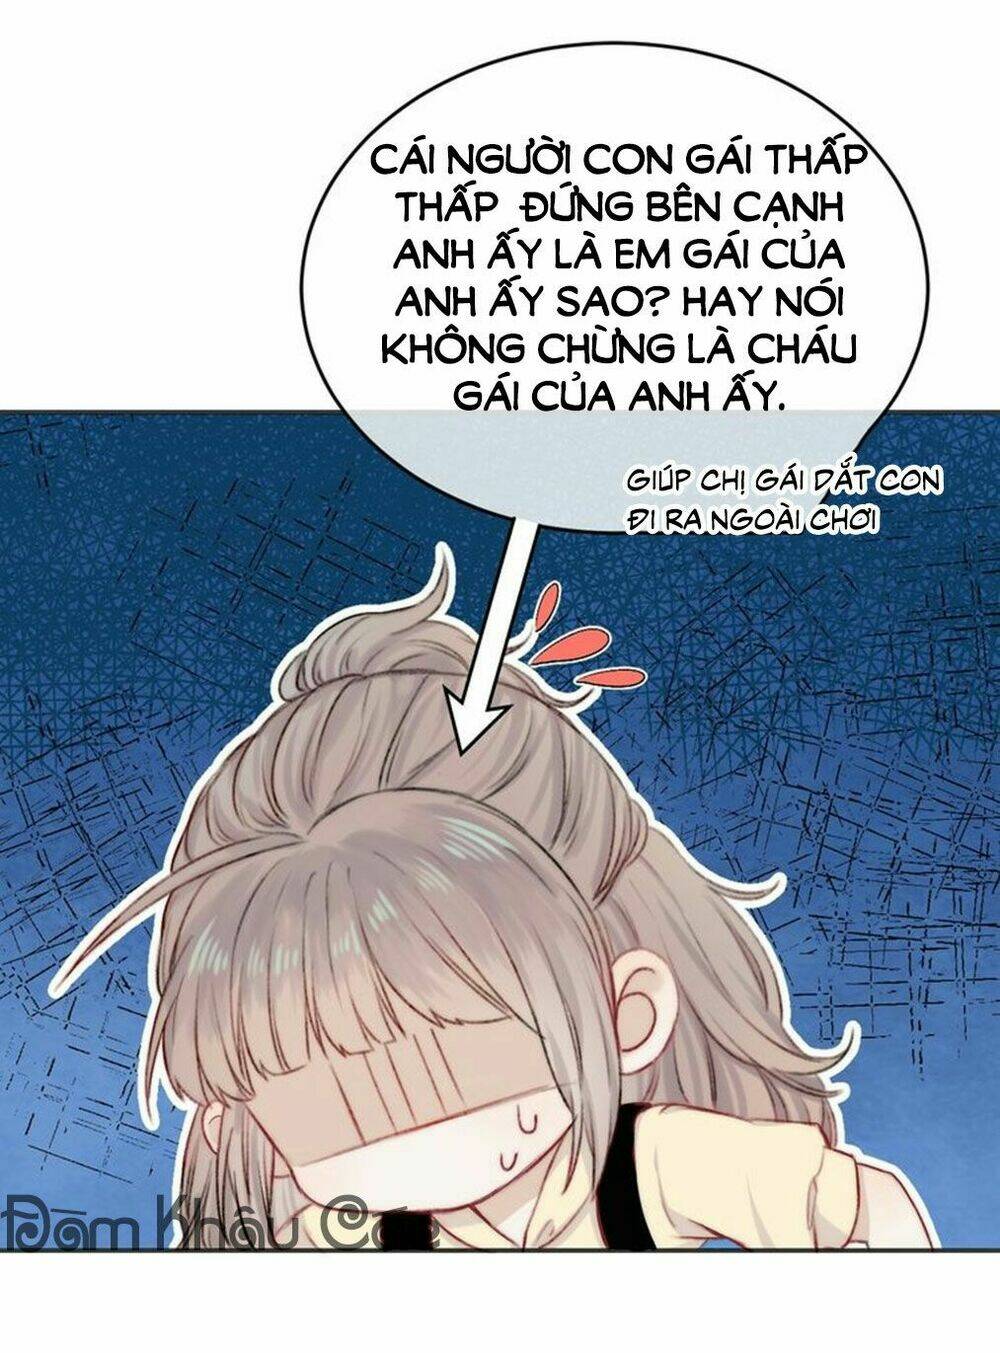 CÁI NGƯỜI CON GÁI THẤP
THẤP ĐỨNG BÊN CẠNH
ANH ẤY LÀ EM GÁI CỦA
ANH ẤY SAO? HAY NÓI
KHÔNG CHỪNG LÀ CHÁU
GÁI CỦA ANH ẤY.
GIÚP CHỊ GÁI DẮT CON
ĐI RA NGOÀI CHƠI
Đàm Khâu Các